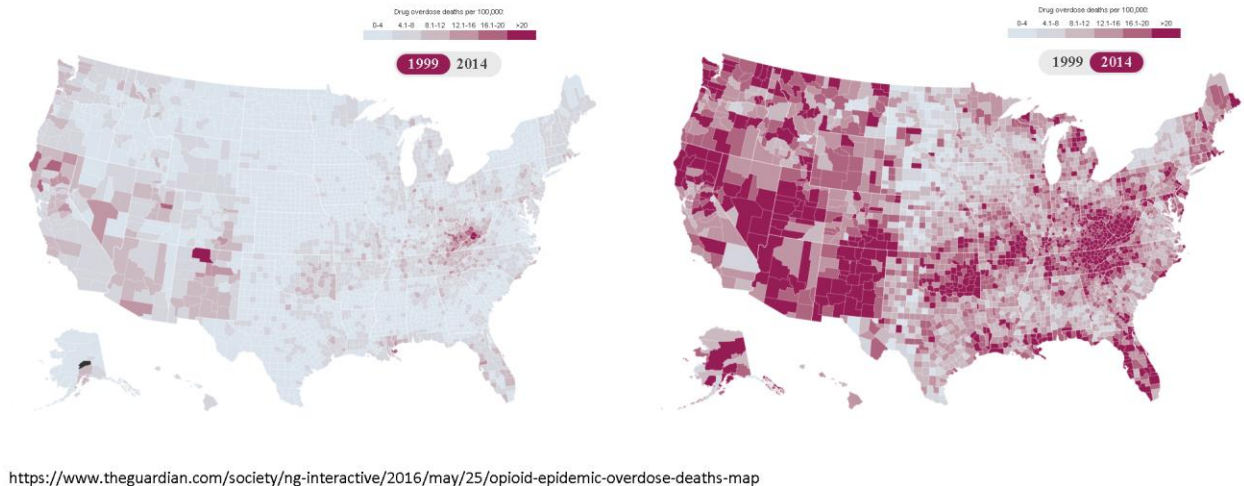 Drug overdose deaths per 100,000:
0-4 4.1-8 8.1-12 12.1-16 16.1-20 >20
1999 2014
Drug overdose deaths per 100,000:
0-4 4.1-8 8.1-12 12.1-16 16.1-20 >20
1999 2014
https://www.theguardian.com/society/ng-interactive/2016/may/25/opioid-epidemic-overdose-deaths-map